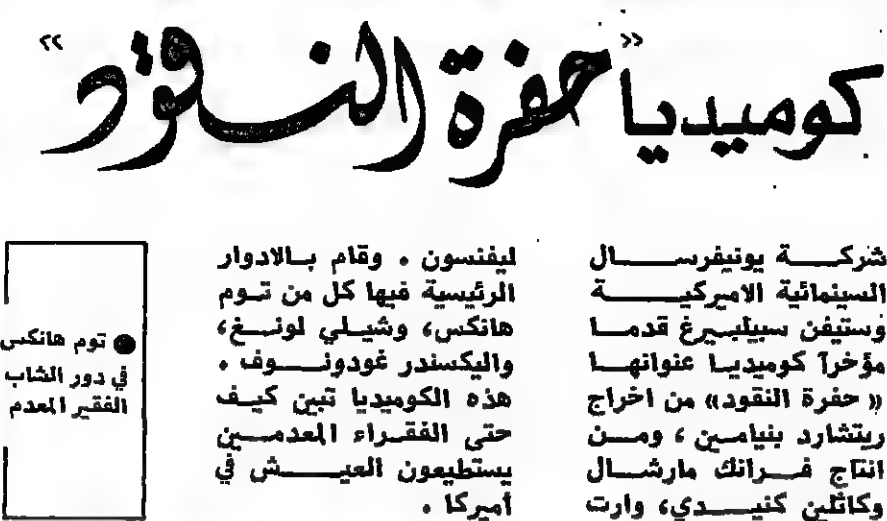 كوميديا «حفرة النقود»
شركة يونيفرسال
السينمائية الاميركية
وستيفن سبيلبيرغ قدما
مؤخرآ كوميديا عنوانها
«حفرة النقود» من اخراج
ريتشارد بنيامين ، ومن
انتاج فرانك مارشال
وكاثلين كنيدي، وارت
ليفنسون . وقام بالادوار
الرئيسية فيها كل من توم
هانكس، وشيلي لونغ،
واليكسندر غودونوف .
هذه الكوميديا تبين كيف
حتى الفقراء المعدمين
يستطيعون العيش في
أميركا .
● توم هانكس
في دور الشاب
الفقير المعدم